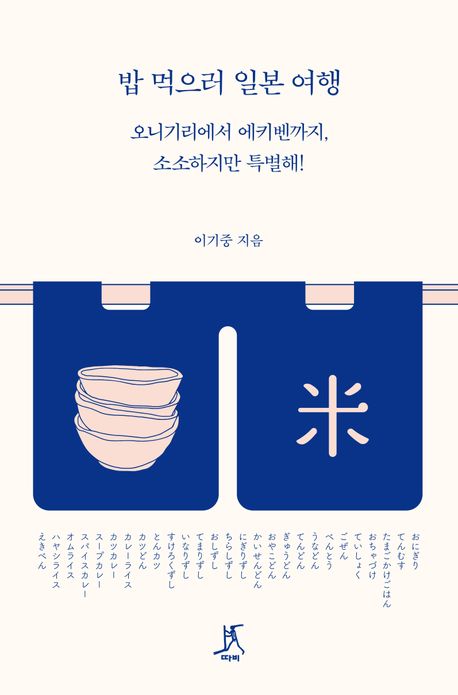 밥 먹으러 일본 여행
오니기리에서 에키벤까지,
소소하지만 특별해!
이기중 지음
米
おにぎり
てんむす
たまごかけごはん
おちゃづけ
ていしょく
ごぜん
べんとう
うなどん
てんどん
ぎゅうどん
おやこどん
かいせんどん
にぎりずし
ちらしずし
おしずし
てまりずし
いなりずし
すけろくずし
とんカツ
カツどん
カレーライス
カツカレー
スープカレー
スパイスカレー
オムライス
ハヤシライス
えきべん
따비